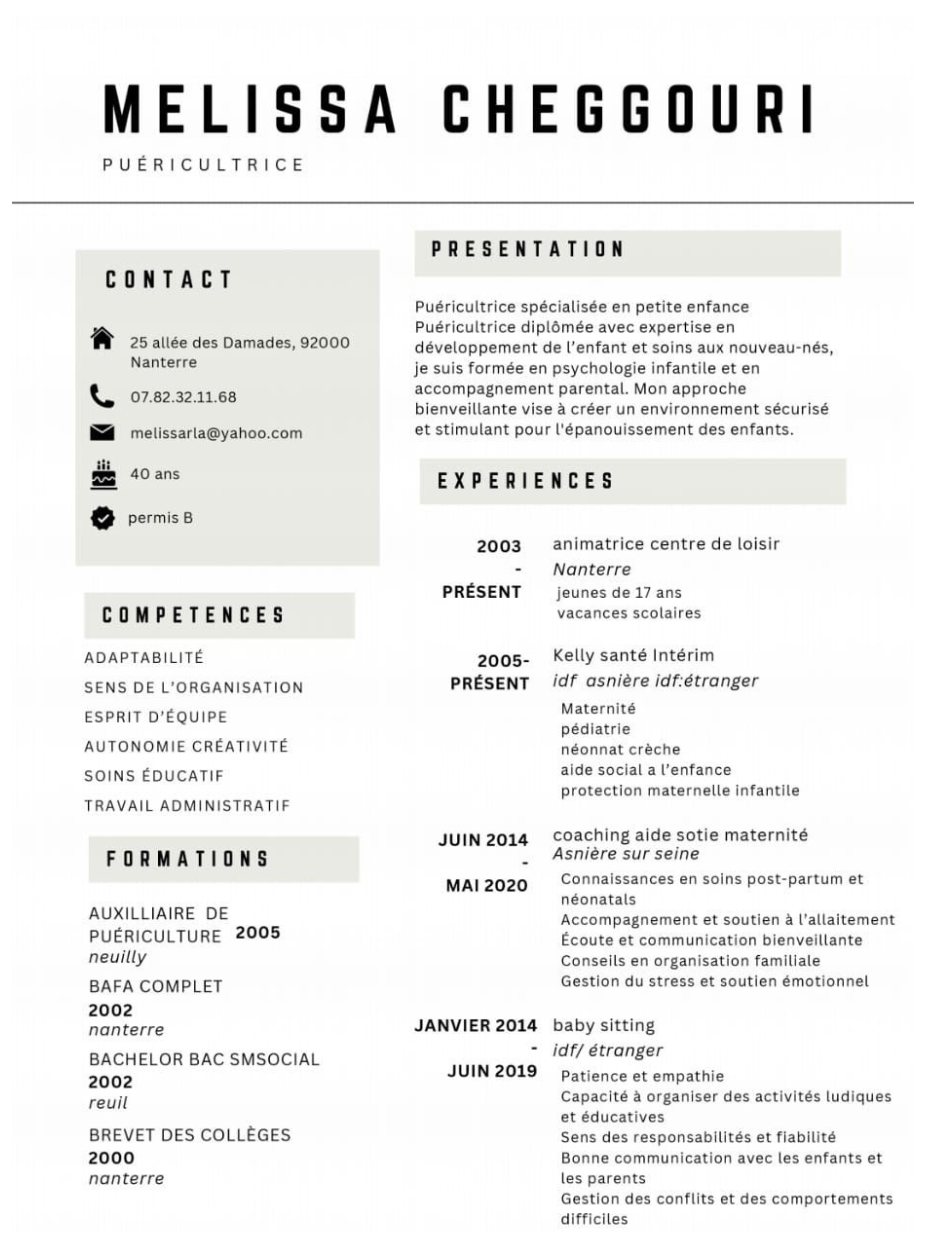 MELISSA CHEGGOURI
PUÉRICULTRICE
CONTACT
25 allée des Damades, 92000
Nanterre
07.82.32.11.68
melissarla@yahoo.com
40 ans
permis B
COMPETENCES
ADAPTABILITÉ
SENS DE L'ORGANISATION
ESPRIT D'ÉQUIPE
AUTONOMIE CRÉATIVITÉ
SOINS ÉDUCATIF
TRAVAIL ADMINISTRATIF
FORMATIONS
AUXILLIAIRE DE
PUÉRICULTURE 2005
neuilly
BAFA COMPLET
2002
nanterre
BACHELOR BAC SMSOCIAL
2002
reuil
BREVET DES COLLÈGES
2000
nanterre
PRESENTATION
Puéricultrice spécialisée en petite enfance
Puéricultrice diplômée avec expertise en
développement de l'enfant et soins aux nouveau-nés,
je suis formée en psychologie infantile et en
accompagnement parental. Mon approche
bienveillante vise à créer un environnement sécurisé
et stimulant pour l'épanouissement des enfants.
EXPERIENCES
2003
-
PRÉSENT
animatrice centre de loisir
Nanterre
jeunes de 17 ans
vacances scolaires
2005-
PRÉSENT
Kelly santé Intérim
idf asnière idf:étranger
Maternité
pédiatrie
néonnat crèche
aide social a l'enfance
protection maternelle infantile
JUIN 2014
-
MAI 2020
coaching aide sotie maternité
Asnière sur seine
Connaissances en soins post-partum et
néonatals
Accompagnement et soutien à l'allaitement
Écoute et communication bienveillante
Conseils en organisation familiale
Gestion du stress et soutien émotionnel
JANVIER 2014
-
JUIN 2019
baby sitting
idf/ étranger
Patience et empathie
Capacité à organiser des activités ludiques
et éducatives
Sens des responsabilités et fiabilité
Bonne communication avec les enfants et
les parents
Gestion des conflits et des comportements
difficiles